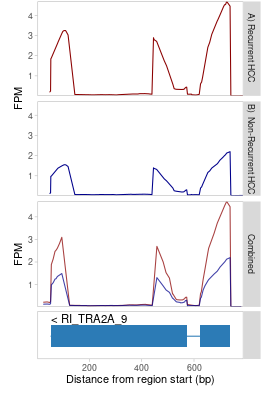 4
3
2
1
A) Recurrent HCC
FPM
4
3
2
1
B) Non-Recurrent HCC
4
3
2
1
Combined
FPM
< RI_TRA2A_9
200
400
600
Distance from region start (bp)